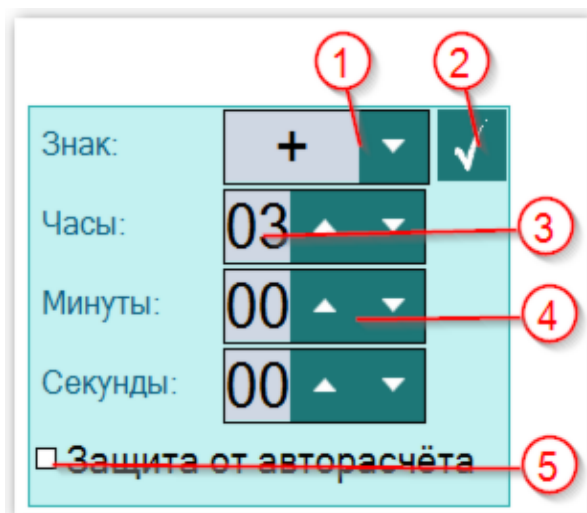 1 2
Знак: +
Часы: 03 3
Минуты: 00 4
Секунды: 00
Защита от авторасчёта 5